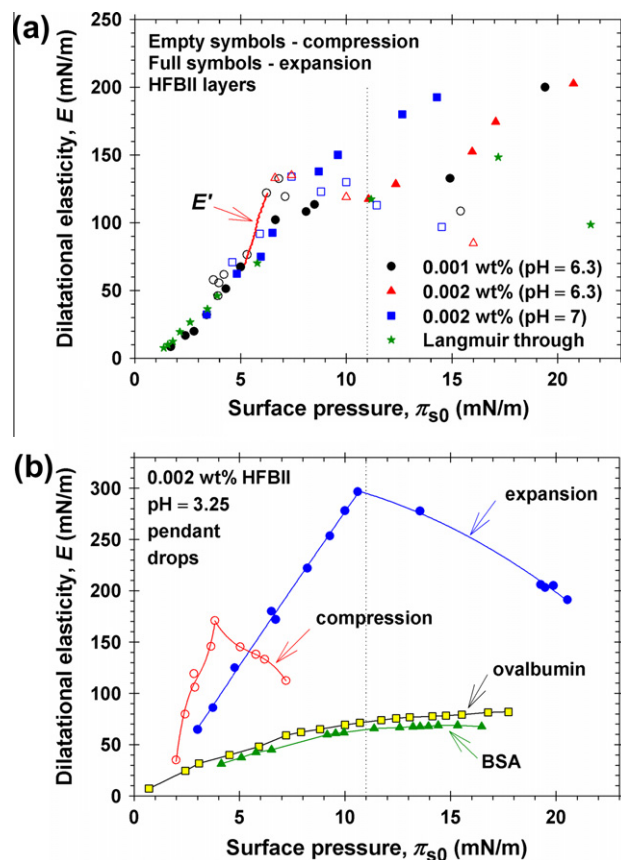 (a)
Empty symbols - compression
Full symbols - expansion
HFBII layers
E'
0.001 wt% (pH = 6.3)
0.002 wt% (pH = 6.3)
0.002 wt% (pH = 7)
Langmuir through
Dilatational elasticity, E (mN/m)
250
200
150
100
50
0
0 5 10 15 20
Surface pressure, πs0 (mN/m)
(b)
0.002 wt% HFBII
pH = 3.25
pendant
drops
expansion
compression
ovalbumin
BSA
Dilatational elasticity, E (mN/m)
300
250
200
150
100
50
0
0 5 10 15 20
Surface pressure, πs0 (mN/m)